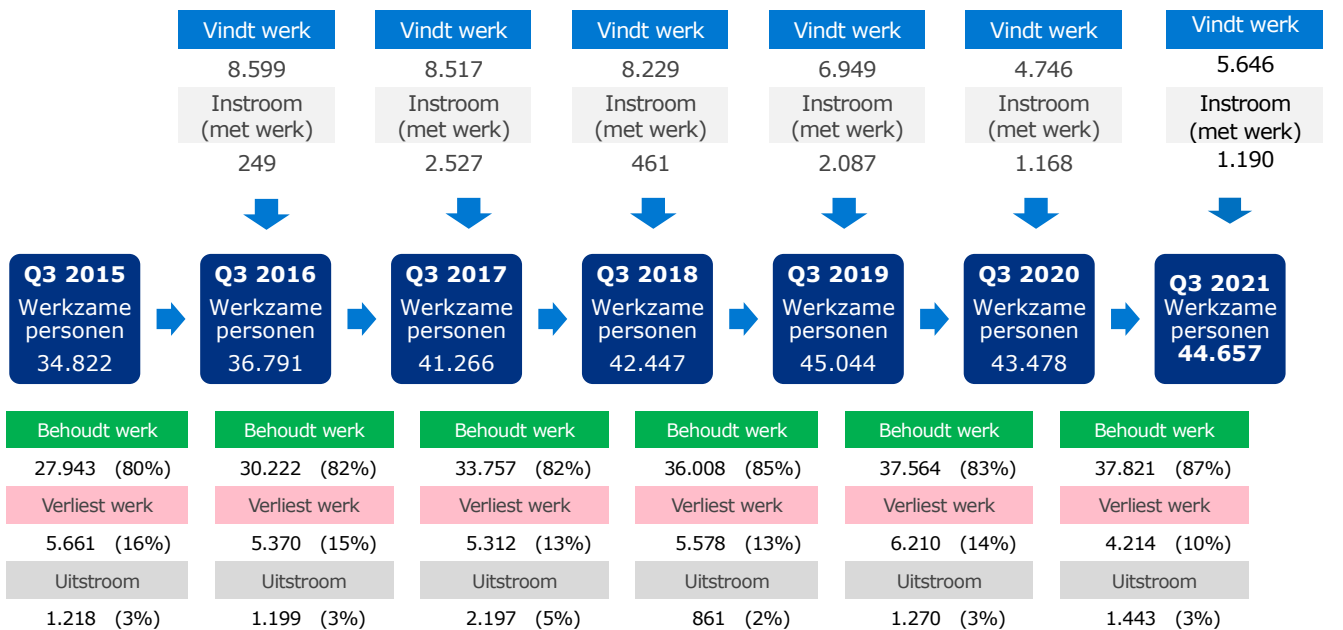 Vindt werk Vindt werk Vindt werk Vindt werk Vindt werk Vindt werk
8.599 8.517 8.229 6.949 4.746 5.646
Instroom Instroom Instroom Instroom Instroom Instroom
(met werk) (met werk) (met werk) (met werk) (met werk) (met werk)
249 2.527 461 2.087 1.168 1.190
Q3 2015 Q3 2016 Q3 2017 Q3 2018 Q3 2019 Q3 2020 Q3 2021
Werkzame Werkzame Werkzame Werkzame Werkzame Werkzame Werkzame
personen personen personen personen personen personen personen
34.822 36.791 41.266 42.447 45.044 43.478 44.657
Behoudt werk Behoudt werk Behoudt werk Behoudt werk Behoudt werk Behoudt werk
27.943 (80%) 30.222 (82%) 33.757 (82%) 36.008 (85%) 37.564 (83%) 37.821 (87%)
Verliest werk Verliest werk Verliest werk Verliest werk Verliest werk Verliest werk
5.661 (16%) 5.370 (15%) 5.312 (13%) 5.578 (13%) 6.210 (14%) 4.214 (10%)
Uitstroom Uitstroom Uitstroom Uitstroom Uitstroom Uitstroom
1.218 (3%) 1.199 (3%) 2.197 (5%) 861 (2%) 1.270 (3%) 1.443 (3%)